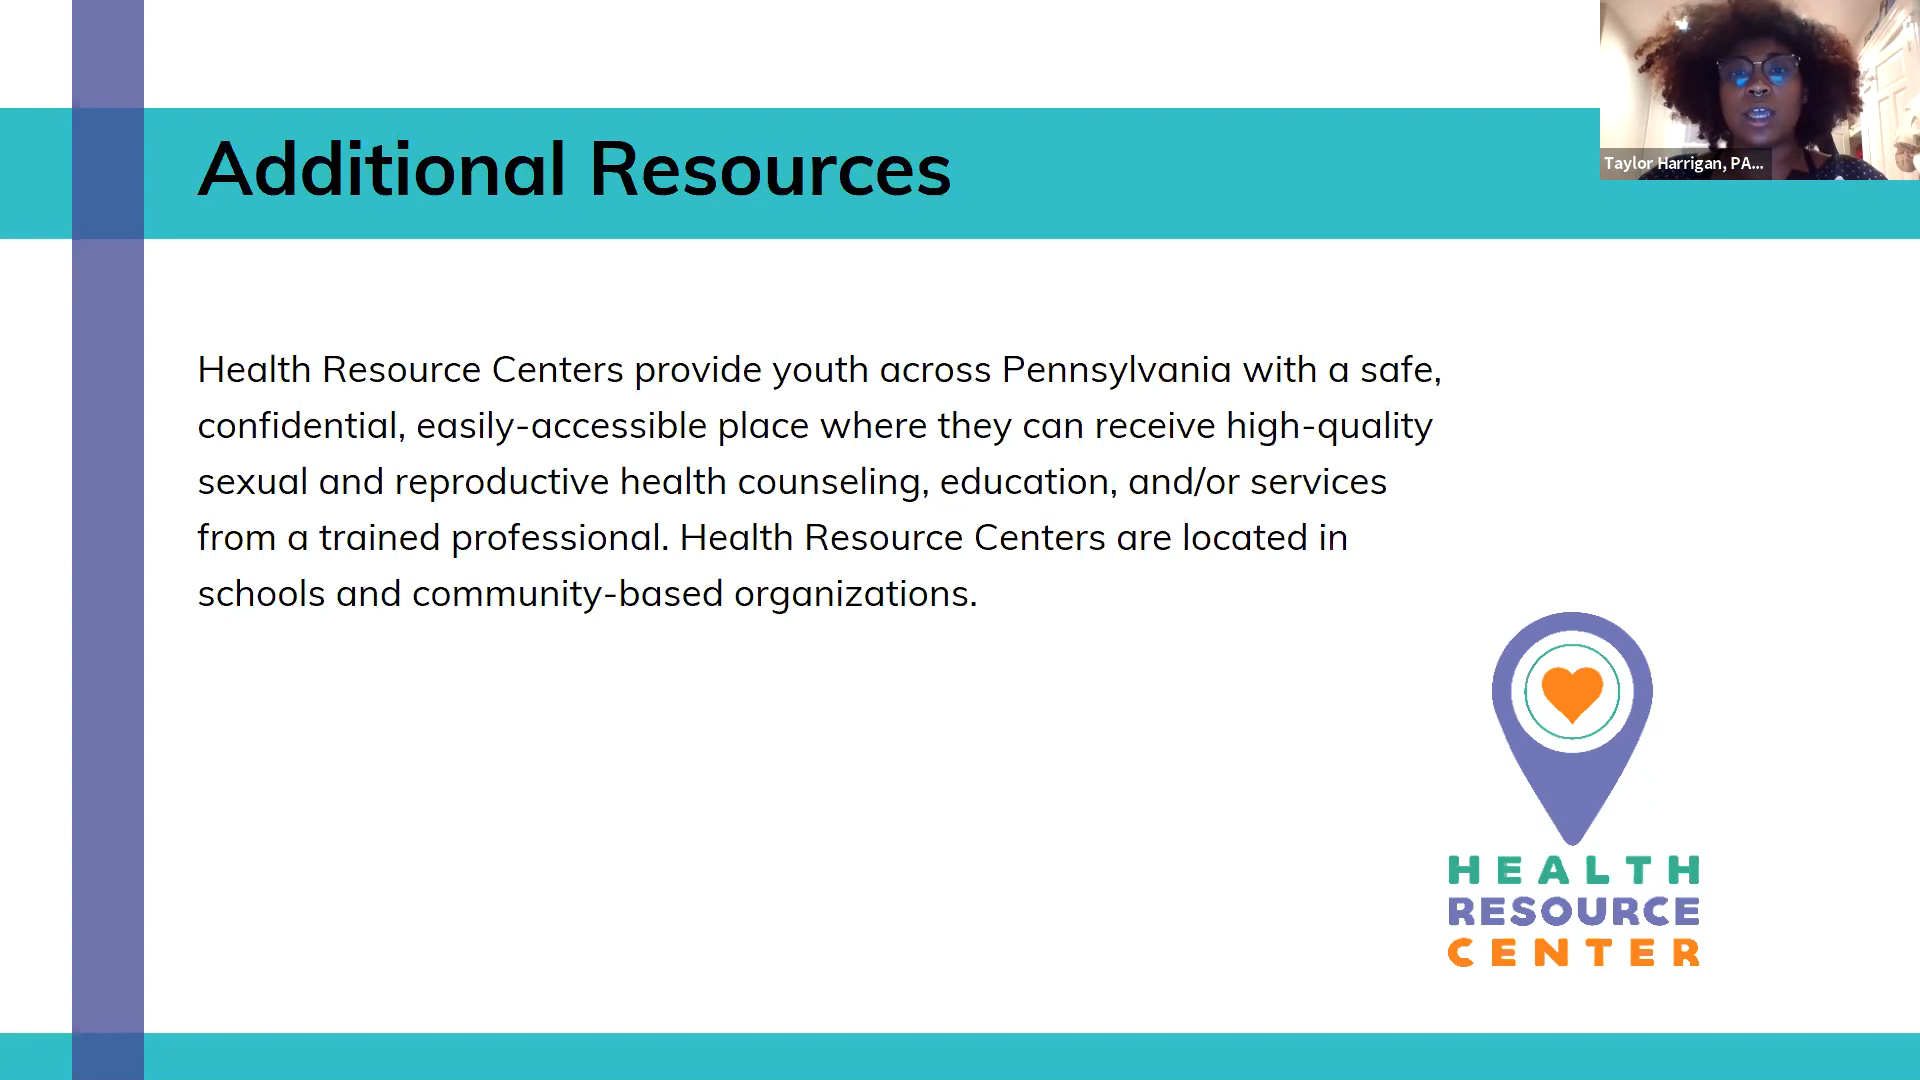 Additional Resources
Taylor Harrigan, PA...
Health Resource Centers provide youth across Pennsylvania with a safe,
confidential, easily-accessible place where they can receive high-quality
sexual and reproductive health counseling, education, and/or services
from a trained professional. Health Resource Centers are located in
schools and community-based organizations.
HEALTH
RESOURCE
CENTER